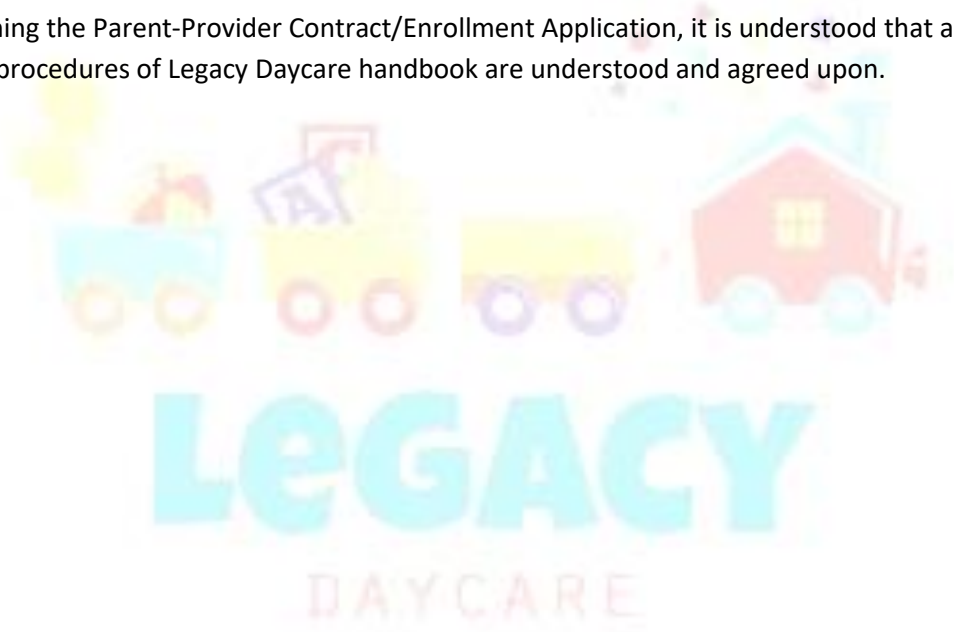 ing the Parent-Provider Contract/Enrollment Application, it is understood that a
procedures of Legacy Daycare handbook are understood and agreed upon.
A
LeGACY
DAYCARE